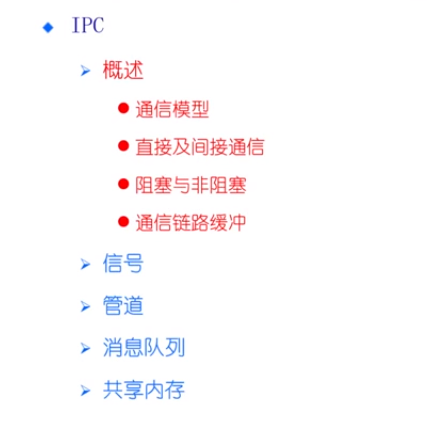 IPC
概述
通信模型
直接及间接通信
阻塞与非阻塞
通信链路缓冲
信号
管道
消息队列
共享内存